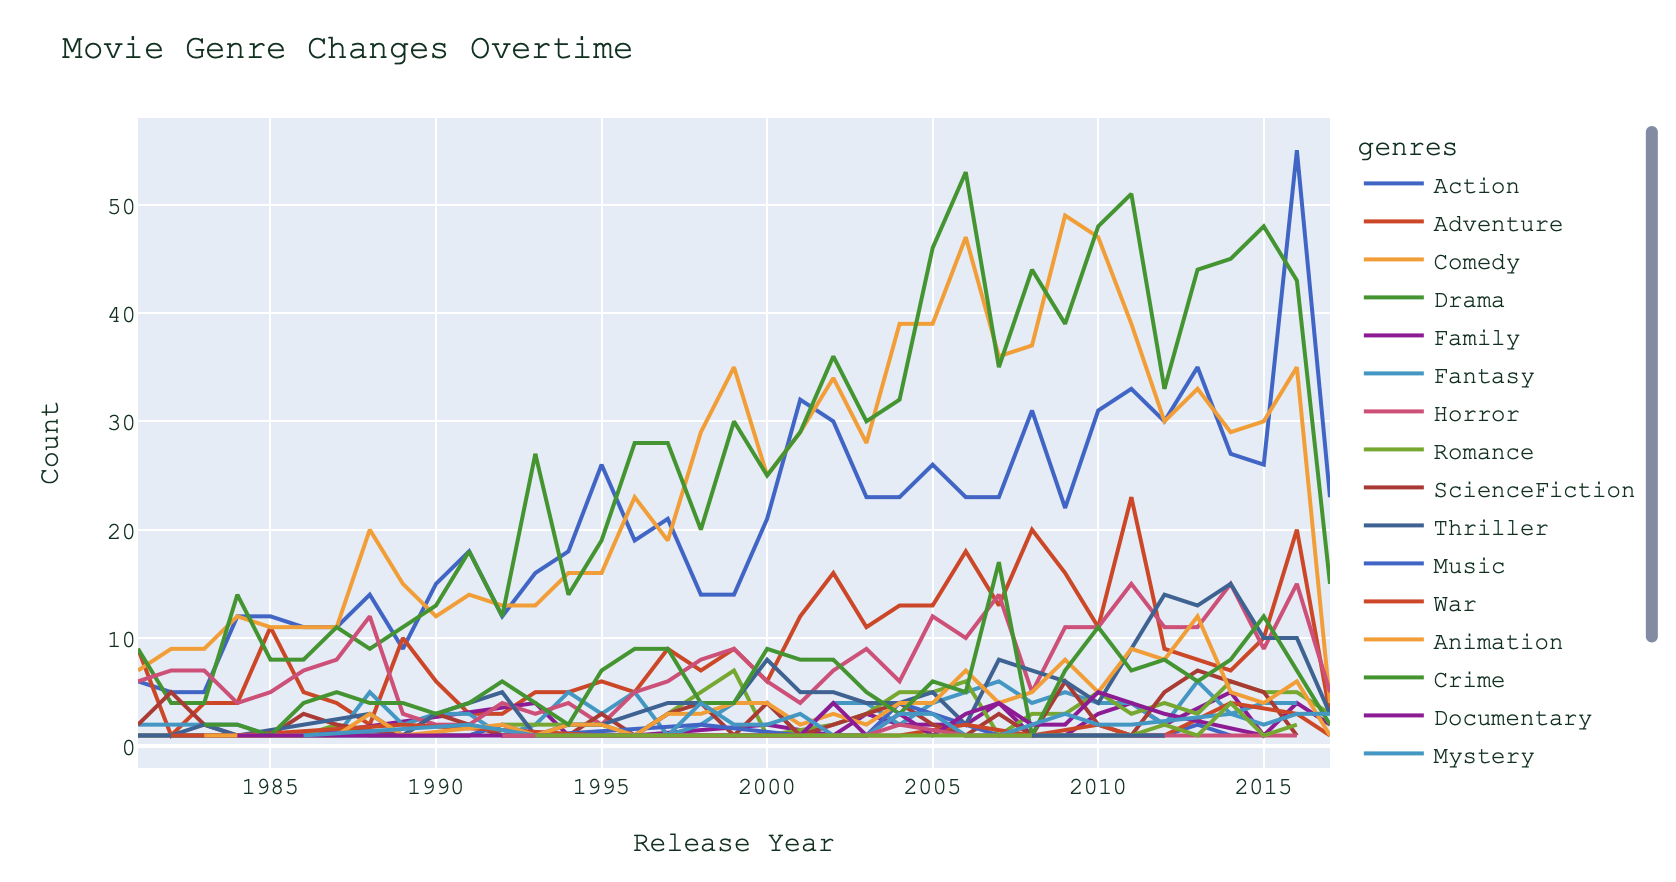 Movie Genre Changes Overtime
genres
Action
Adventure
Comedy
Drama
Family
Fantasy
Horror
Romance
ScienceFiction
Thriller
Music
War
Animation
Crime
Documentary
Mystery
50
40
30
20
10
0
Count
1985 1990 1995 2000 2005 2010 2015
Release Year